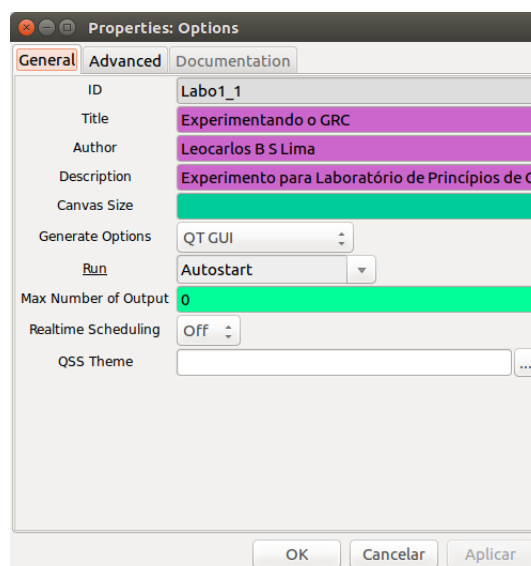 Properties: Options
General Advanced Documentation
ID Labo1_1
Title Experimentando o GRC
Author Leocarlos B S Lima
Description Experimento para Laboratório de Princípios de
Canvas Size
Generate Options QT GUI
Run Autostart
Max Number of Output 0
Realtime Scheduling Off
QSS Theme ...
OK Cancelar Aplicar